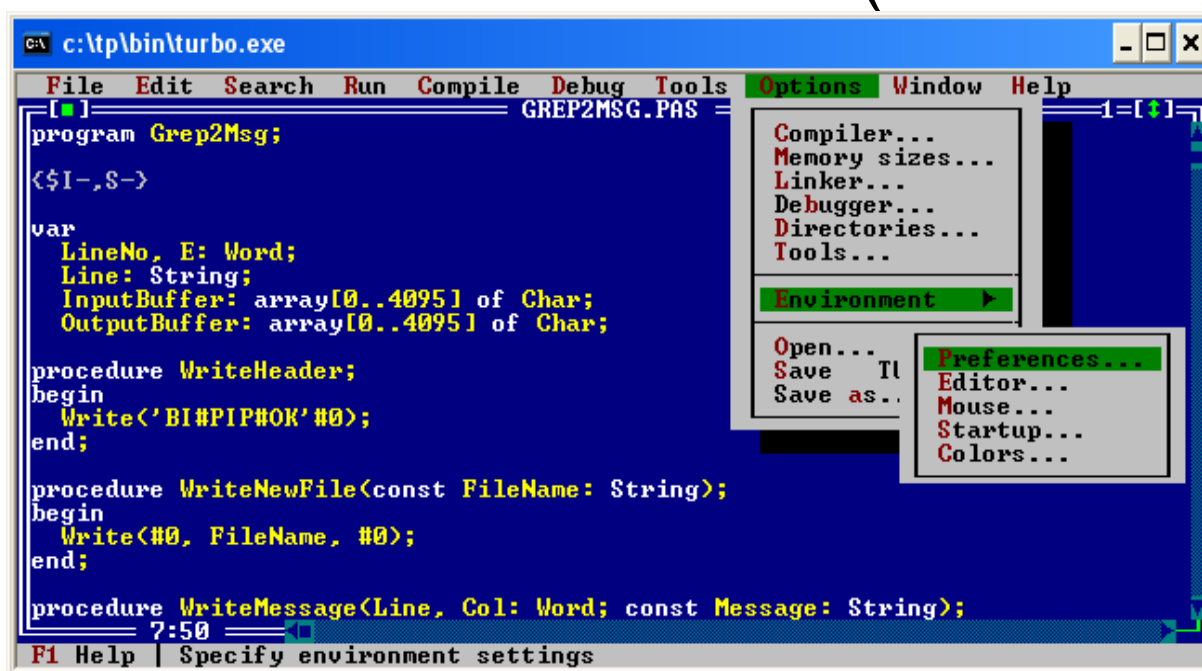 c:\tp\bin\turbo.exe
File Edit Search Run Compile Debug Tools Options Window Help
GREP2MSG.PAS 1=[↕]
program Grep2Msg;
{$I-,S-}
var
LineNo, E: Word;
Line: String;
InputBuffer: array[0..4095] of Char;
OutputBuffer: array[0..4095] of Char;
procedure WriteHeader;
begin
Write('BI#PIP#OK'#0);
end;
procedure WriteNewFile(const FileName: String);
begin
Write(#0, FileName, #0);
end;
procedure WriteMessage(Line, Col: Word; const Message: String);
7:50
Compiler...
Memory sizes...
Linker...
Debugger...
Directories...
Tools...
Environment
Open...
Save
Save as..
Preferences...
Editor...
Mouse...
Startup...
Colors...
F1 Help | Specify environment settings